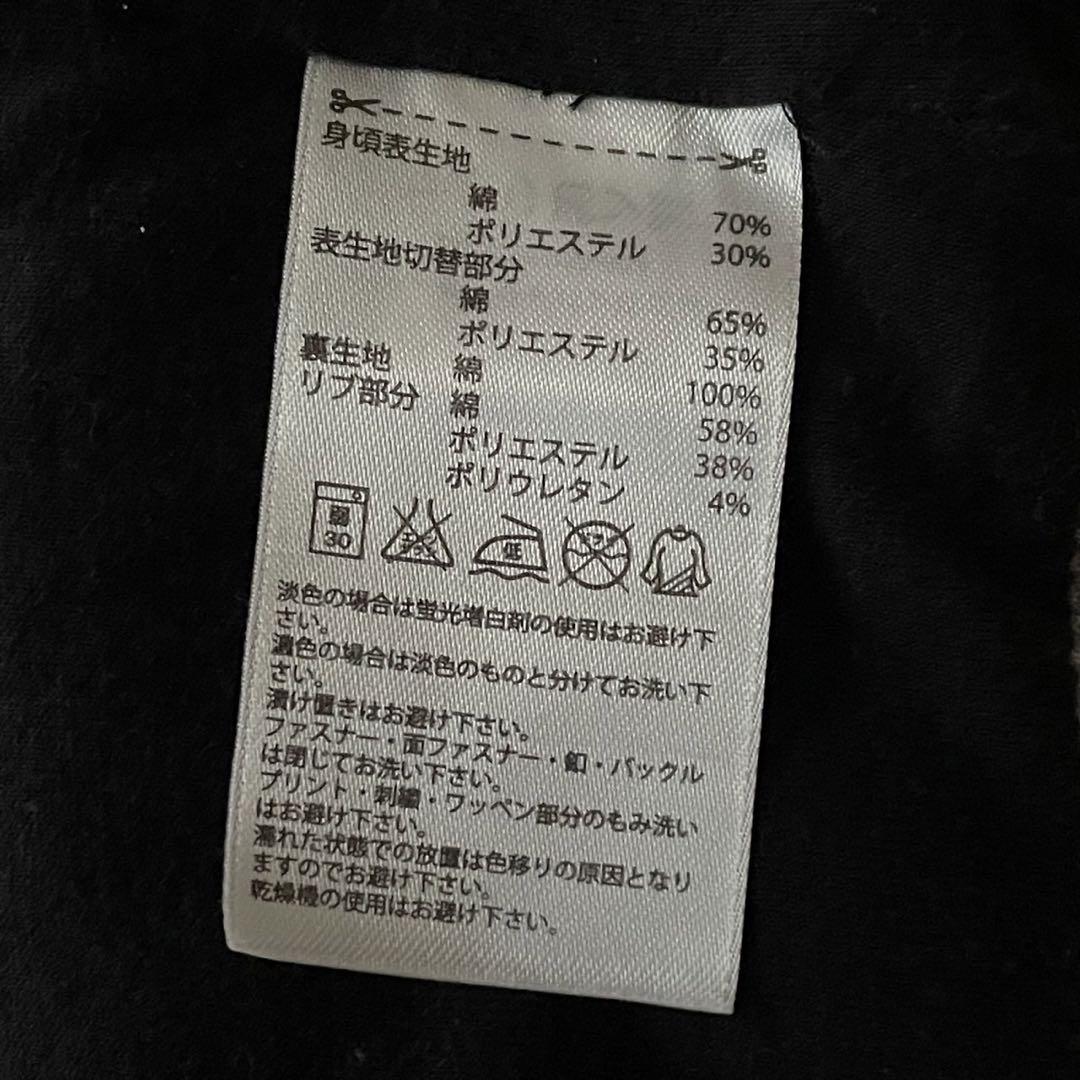 身頃表生地
綿 70%
ポリエステル 30%
表生地切替部分
綿 65%
ポリエステル 35%
裏生地 綿 100%
リブ部分 綿 58%
ポリエステル 38%
ポリウレタン 4%
弱 30 低
淡色の場合は蛍光増白剤の使用はお避け下
さい。
濃色の場合は淡色のものと分けてお洗い下
さい。
漬け置きはお避け下さい。
ファスナー・面ファスナー・釦・バックル
は閉じてお洗い下さい。
プリント・刺繍・ワッペン部分のもみ洗い
はお避け下さい。
濡れた状態での放置は色移りの原因となり
ますのでお避け下さい。
乾燥機の使用はお避け下さい。